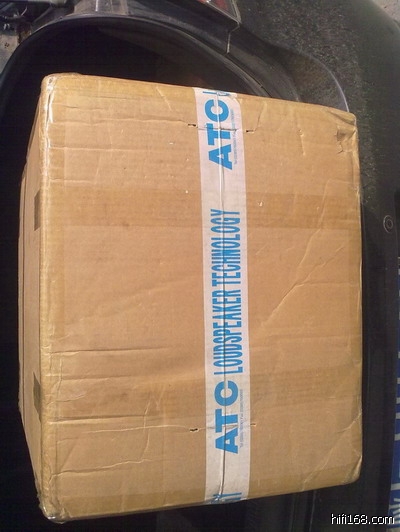 ATC
LOUDSPEAKER TECHNOLOGY
ATC
hifi168.com